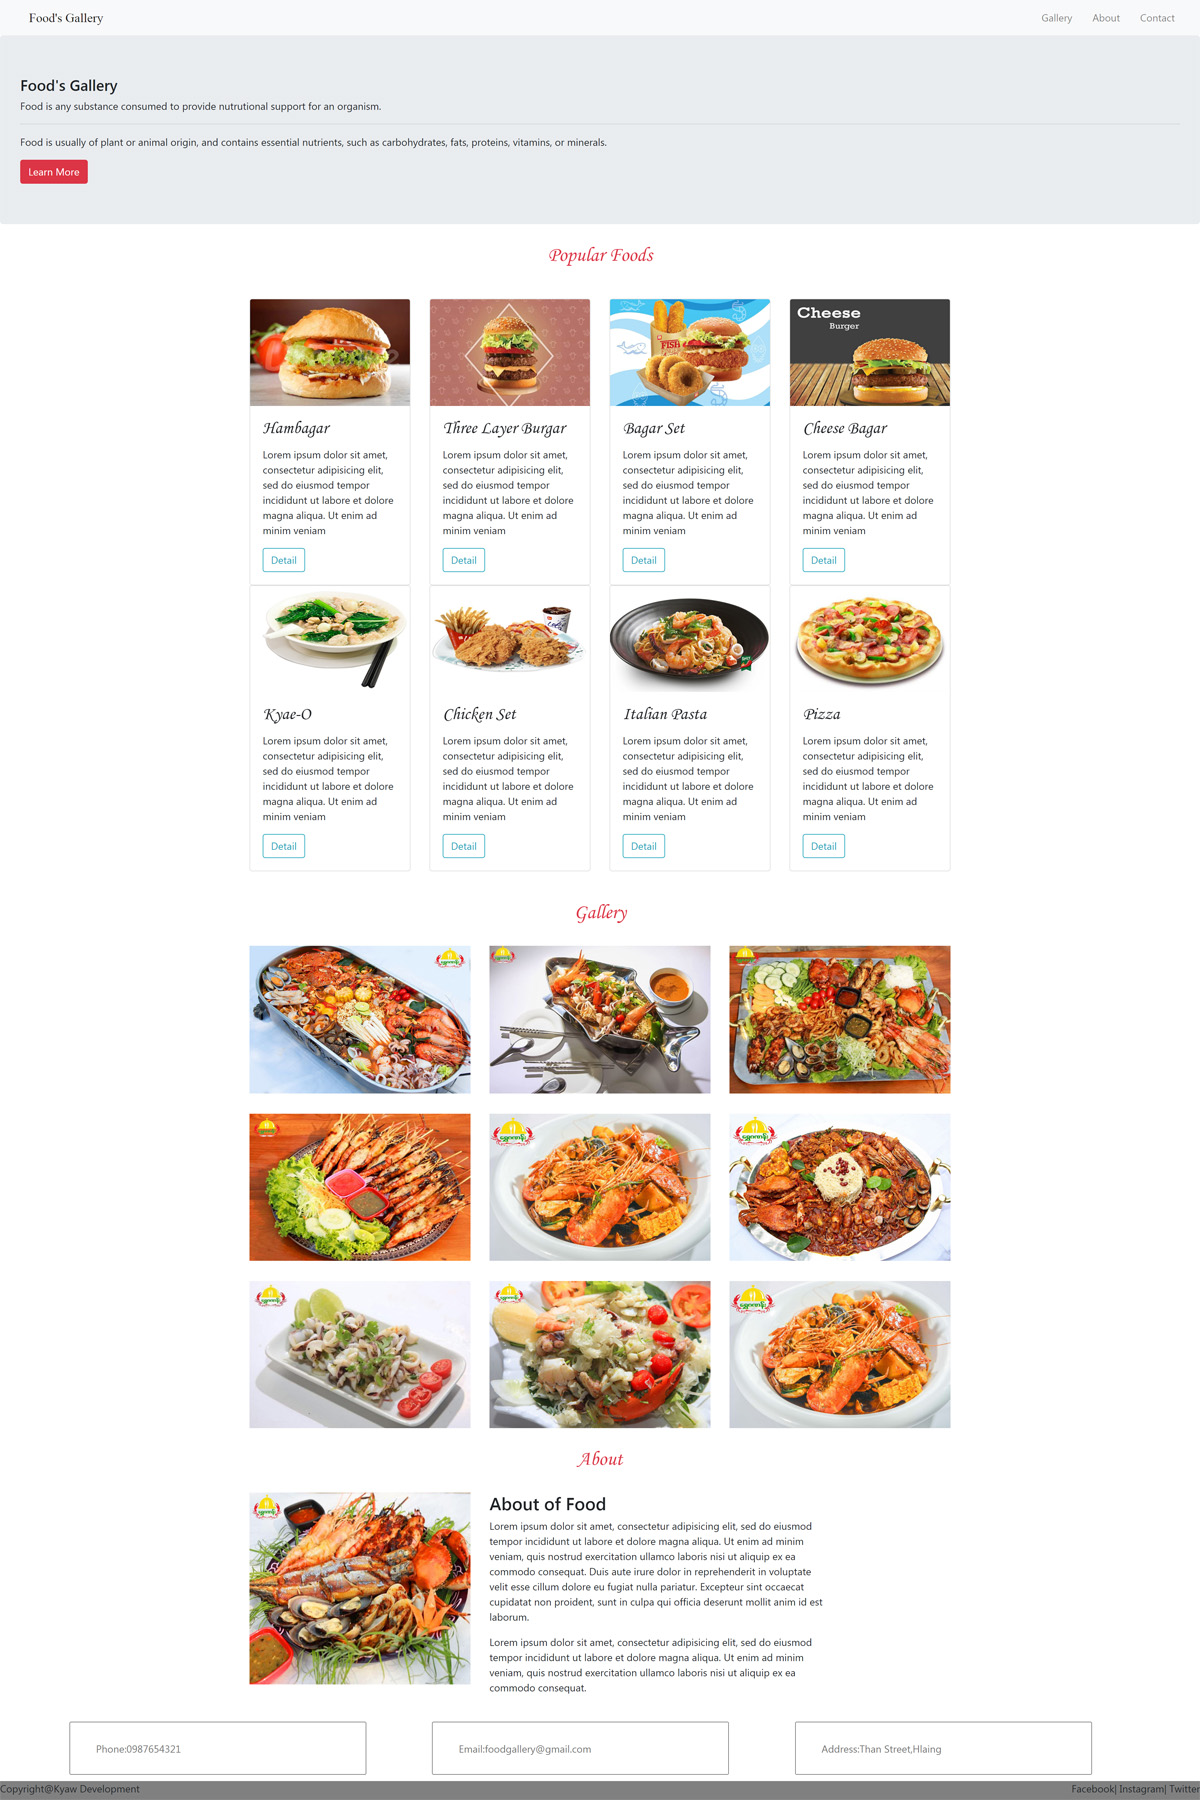 Food's Gallery
Gallery
About
Contact
Food's Gallery
Food is any substance consumed to provide nutrutional support for an organism.
Food is usually of plant or animal origin, and contains essential nutrients, such as carbohydrates, fats, proteins, vitamins, or minerals.
Learn More
Popular Foods
Fish
Cheese
Burger
Hambagar
Lorem ipsum dolor sit amet,
consectetur adipisicing elit,
sed do eiusmod tempor
incididunt ut labore et dolore
magna aliqua. Ut enim ad
minim veniam
Detail
Three Layer Burgar
Lorem ipsum dolor sit amet,
consectetur adipisicing elit,
sed do eiusmod tempor
incididunt ut labore et dolore
magna aliqua. Ut enim ad
minim veniam
Detail
Bagar Set
Lorem ipsum dolor sit amet,
consectetur adipisicing elit,
sed do eiusmod tempor
incididunt ut labore et dolore
magna aliqua. Ut enim ad
minim veniam
Detail
Cheese Bagar
Lorem ipsum dolor sit amet,
consectetur adipisicing elit,
sed do eiusmod tempor
incididunt ut labore et dolore
magna aliqua. Ut enim ad
minim veniam
Detail
Kyae-O
Lorem ipsum dolor sit amet,
consectetur adipisicing elit,
sed do eiusmod tempor
incididunt ut labore et dolore
magna aliqua. Ut enim ad
minim veniam
Detail
Chicken Set
Lorem ipsum dolor sit amet,
consectetur adipisicing elit,
sed do eiusmod tempor
incididunt ut labore et dolore
magna aliqua. Ut enim ad
minim veniam
Detail
Italian Pasta
Lorem ipsum dolor sit amet,
consectetur adipisicing elit,
sed do eiusmod tempor
incididunt ut labore et dolore
magna aliqua. Ut enim ad
minim veniam
Detail
Pizza
Lorem ipsum dolor sit amet,
consectetur adipisicing elit,
sed do eiusmod tempor
incididunt ut labore et dolore
magna aliqua. Ut enim ad
minim veniam
Detail
Gallery
About
About of Food
Lorem ipsum dolor sit amet, consectetur adipisicing elit, sed do eiusmod
tempor incididunt ut labore et dolore magna aliqua. Ut enim ad minim
veniam, quis nostrud exercitation ullamco laboris nisi ut aliquip ex ea
commodo consequat. Duis aute irure dolor in reprehenderit in voluptate
velit esse cillum dolore eu fugiat nulla pariatur. Excepteur sint occaecat
cupidatat non proident, sunt in culpa qui officia deserunt mollit anim id est
laborum.
Lorem ipsum dolor sit amet, consectetur adipisicing elit, sed do eiusmod
tempor incididunt ut labore et dolore magna aliqua. Ut enim ad minim
veniam, quis nostrud exercitation ullamco laboris nisi ut aliquip ex ea
commodo consequat.
Phone:0987654321
Email:foodgallery@gmail.com
Address:Than Street,Hlaing
Copyright@Kyaw Development
Facebook| Instagram| Twitter